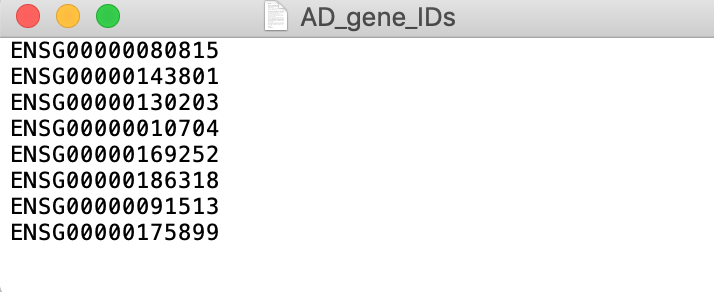 AD_gene_IDs
ENSG00000080815
ENSG00000143801
ENSG00000130203
ENSG00000010704
ENSG00000169252
ENSG00000186318
ENSG00000091513
ENSG00000175899